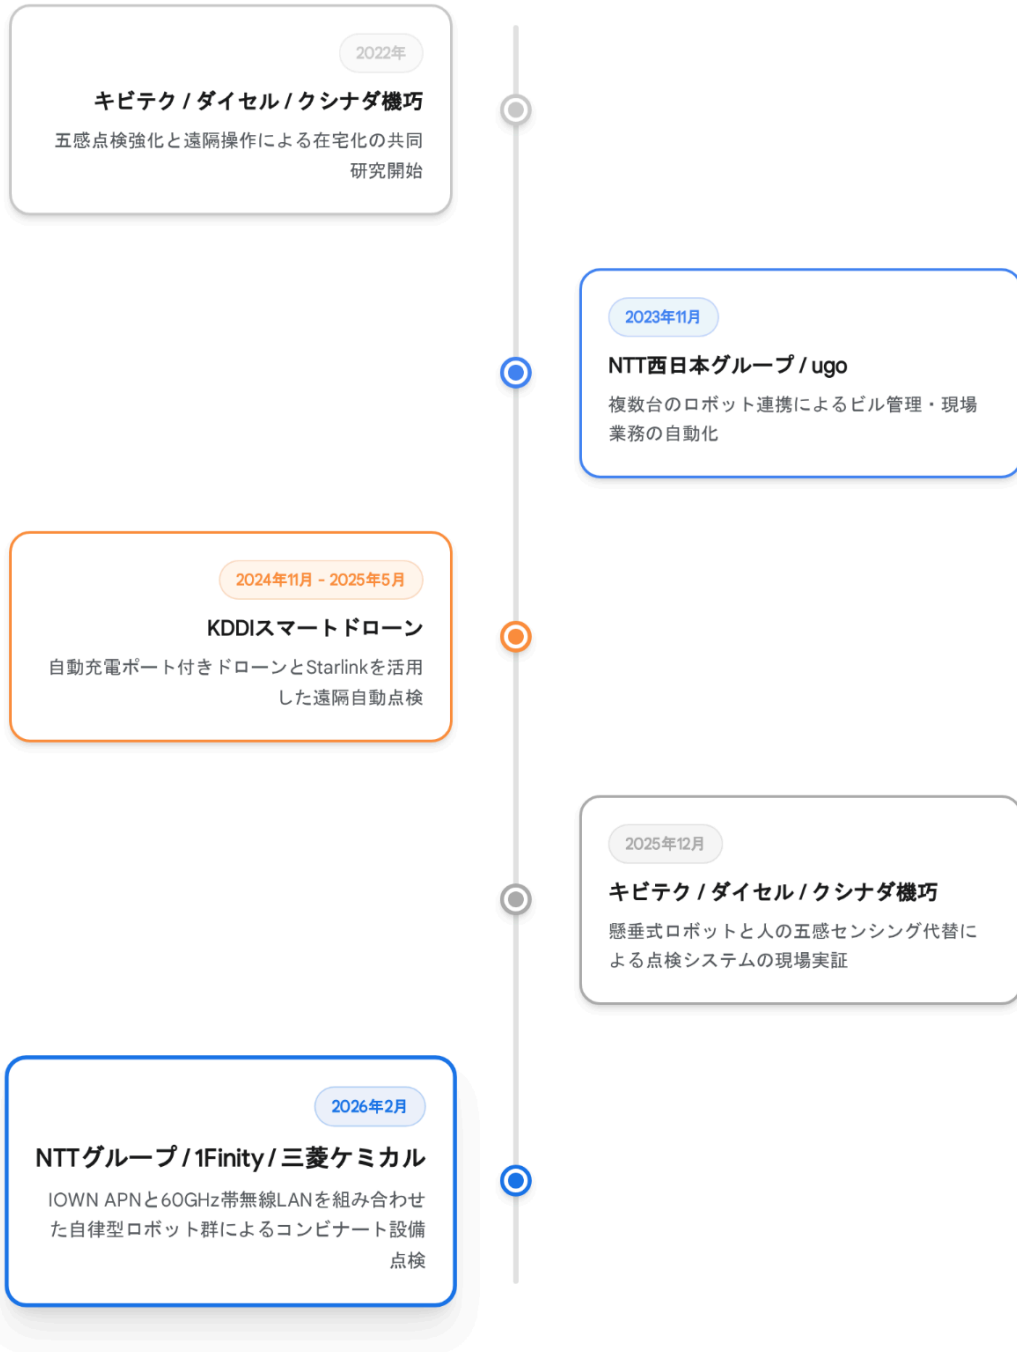 2022年
キビテク / ダイセル / クシナダ機巧
五感点検強化と遠隔操作による在宅化の共同
研究開始
2023年11月
NTT西日本グループ / ugo
複数台のロボット連携によるビル管理・現場
業務の自動化
2024年11月 - 2025年5月
KDDIスマートドローン
自動充電ポート付きドローンとStarlinkを活用
した遠隔自動点検
2025年12月
キビテク / ダイセル / クシナダ機巧
懸垂式ロボットと人の五感センシング代替に
よる点検システムの現場実証
2026年2月
NTTグループ / 1Finity / 三菱ケミカル
IOWN APNと60GHz帯無線LANを組み合わせ
た自律型ロボット群によるコンビナート設備
点検